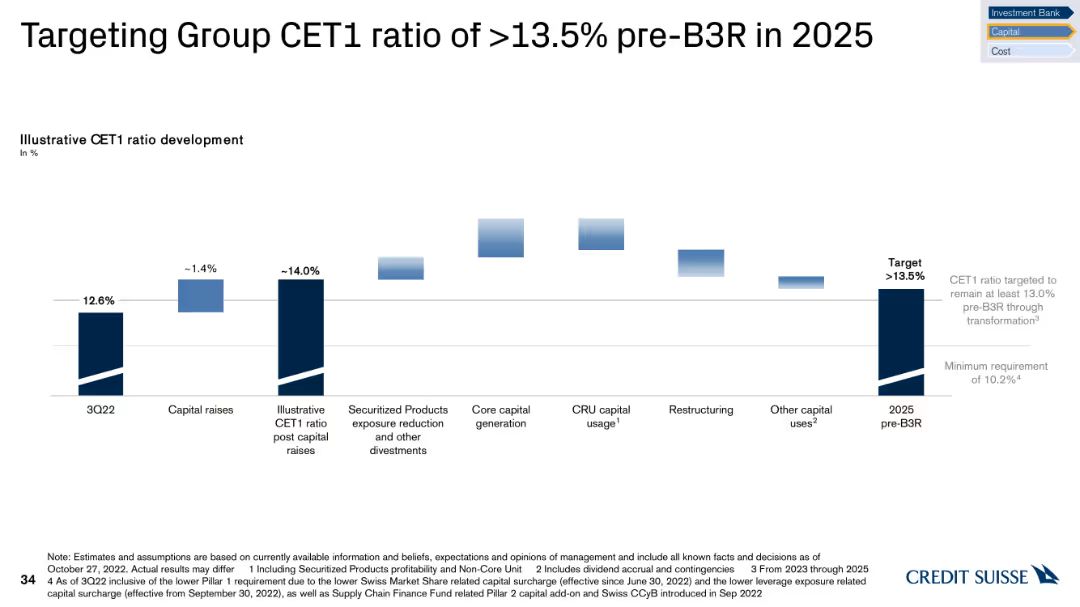 Targeting Group CET1 ratio of >13.5% pre-B3R in 2025
Investment Bank
Capital
Cost
Illustrative CET1 ratio development
In %
12.6%
~1.4%
~14.0%
Target
>13.5%
CET1 ratio targeted to
remain at least 13.0%
pre-B3R through
transformation3
Minimum requirement
of 10.2%4
3Q22
Capital raises
Illustrative
CET1 ratio
post capital
raises
Securitized Products
exposure reduction
and other
divestments
Core capital
generation
CRU capital
usage1
Restructuring
Other capital
uses2
2025
pre-B3R
Note: Estimates and assumptions are based on currently available information and beliefs, expectations and opinions of management and include all known facts and decisions as of
October 27, 2022. Actual results may differ 1 Including Securitized Products profitability and Non-Core Unit 2 Includes dividend accrual and contingencies 3 From 2023 through 2025
4 As of 3Q22 inclusive of the lower Pillar 1 requirement due to the lower Swiss Market Share related capital surcharge (effective since June 30, 2022) and the lower leverage exposure related
capital surcharge (effective from September 30, 2022), as well as Supply Chain Finance Fund related Pillar 2 capital add-on and Swiss CCyB introduced in Sep 2022
34
CREDIT SUISSE